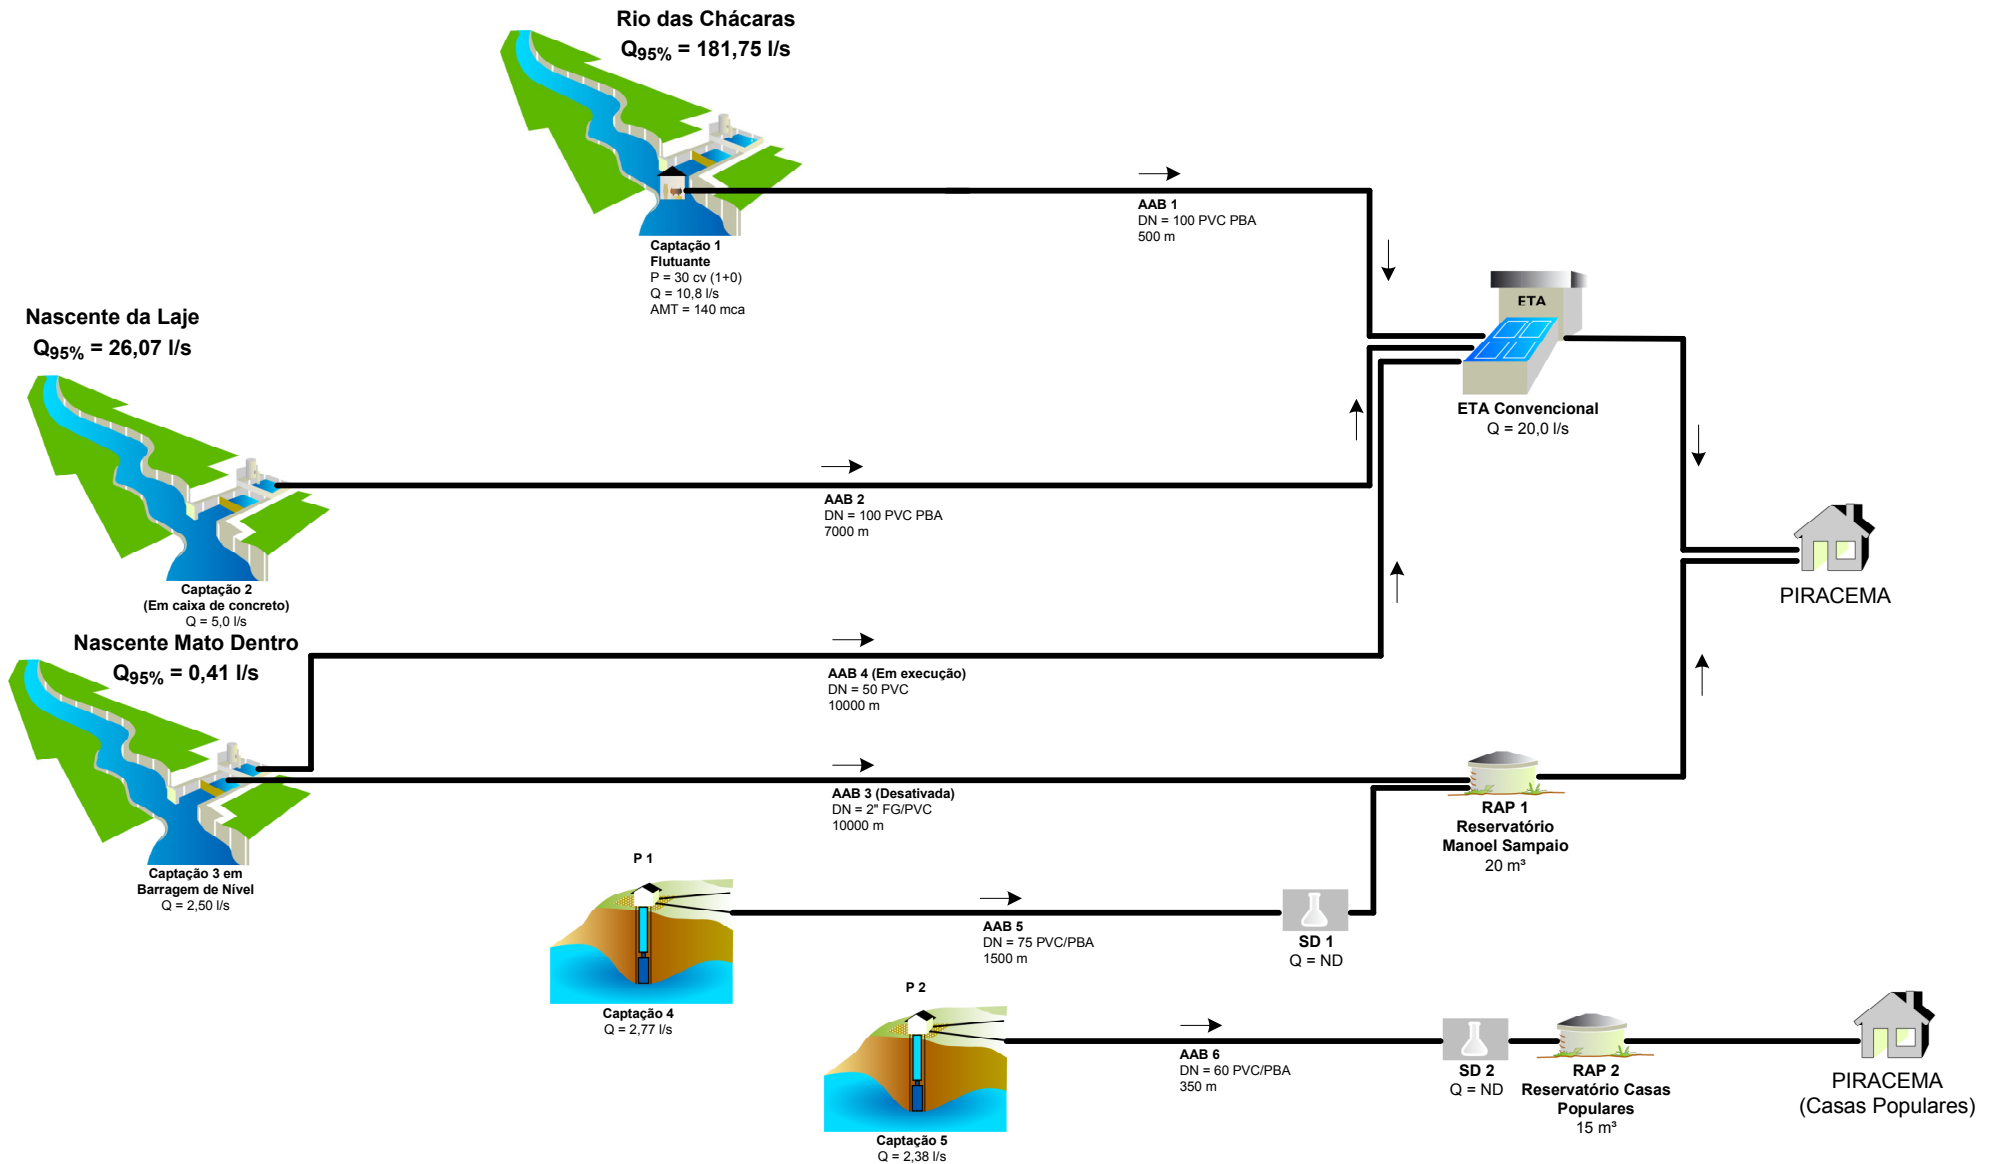 Rio das Chácaras
Q95% = 181,75 l/s
Captação 1
Flutuante
P = 30 cv (1+0)
Q = 10,8 l/s
AMT = 140 mca
AAB 1
DN = 100 PVC PBA
500 m
Nascente da Laje
Q95% = 26,07 l/s
Captação 2
(Em caixa de concreto)
Q = 5,0 l/s
AAB 2
DN = 100 PVC PBA
7000 m
ETA
ETA Convencional
Q = 20,0 l/s
PIRACEMA
Nascente Mato Dentro
Q95% = 0,41 l/s
Captação 3 em
Barragem de Nível
Q = 2,50 l/s
AAB 4 (Em execução)
DN = 50 PVC
10000 m
AAB 3 (Desativada)
DN = 2" FG/PVC
10000 m
RAP 1
Reservatório
Manoel Sampaio
20 m³
P 1
Captação 4
Q = 2,77 l/s
AAB 5
DN = 75 PVC/PBA
1500 m
SD 1
Q = ND
P 2
Captação 5
Q = 2,38 l/s
AAB 6
DN = 60 PVC/PBA
350 m
SD 2
Q = ND
RAP 2
Reservatório Casas
Populares
15 m³
PIRACEMA
(Casas Populares)